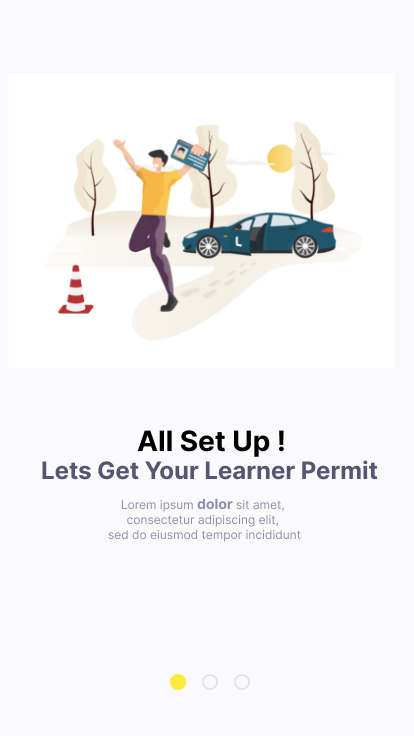 L
All Set Up !
Lets Get Your Learner Permit
Lorem ipsum dolor sit amet,
consectetur adipiscing elit,
sed do eiusmod tempor incididunt